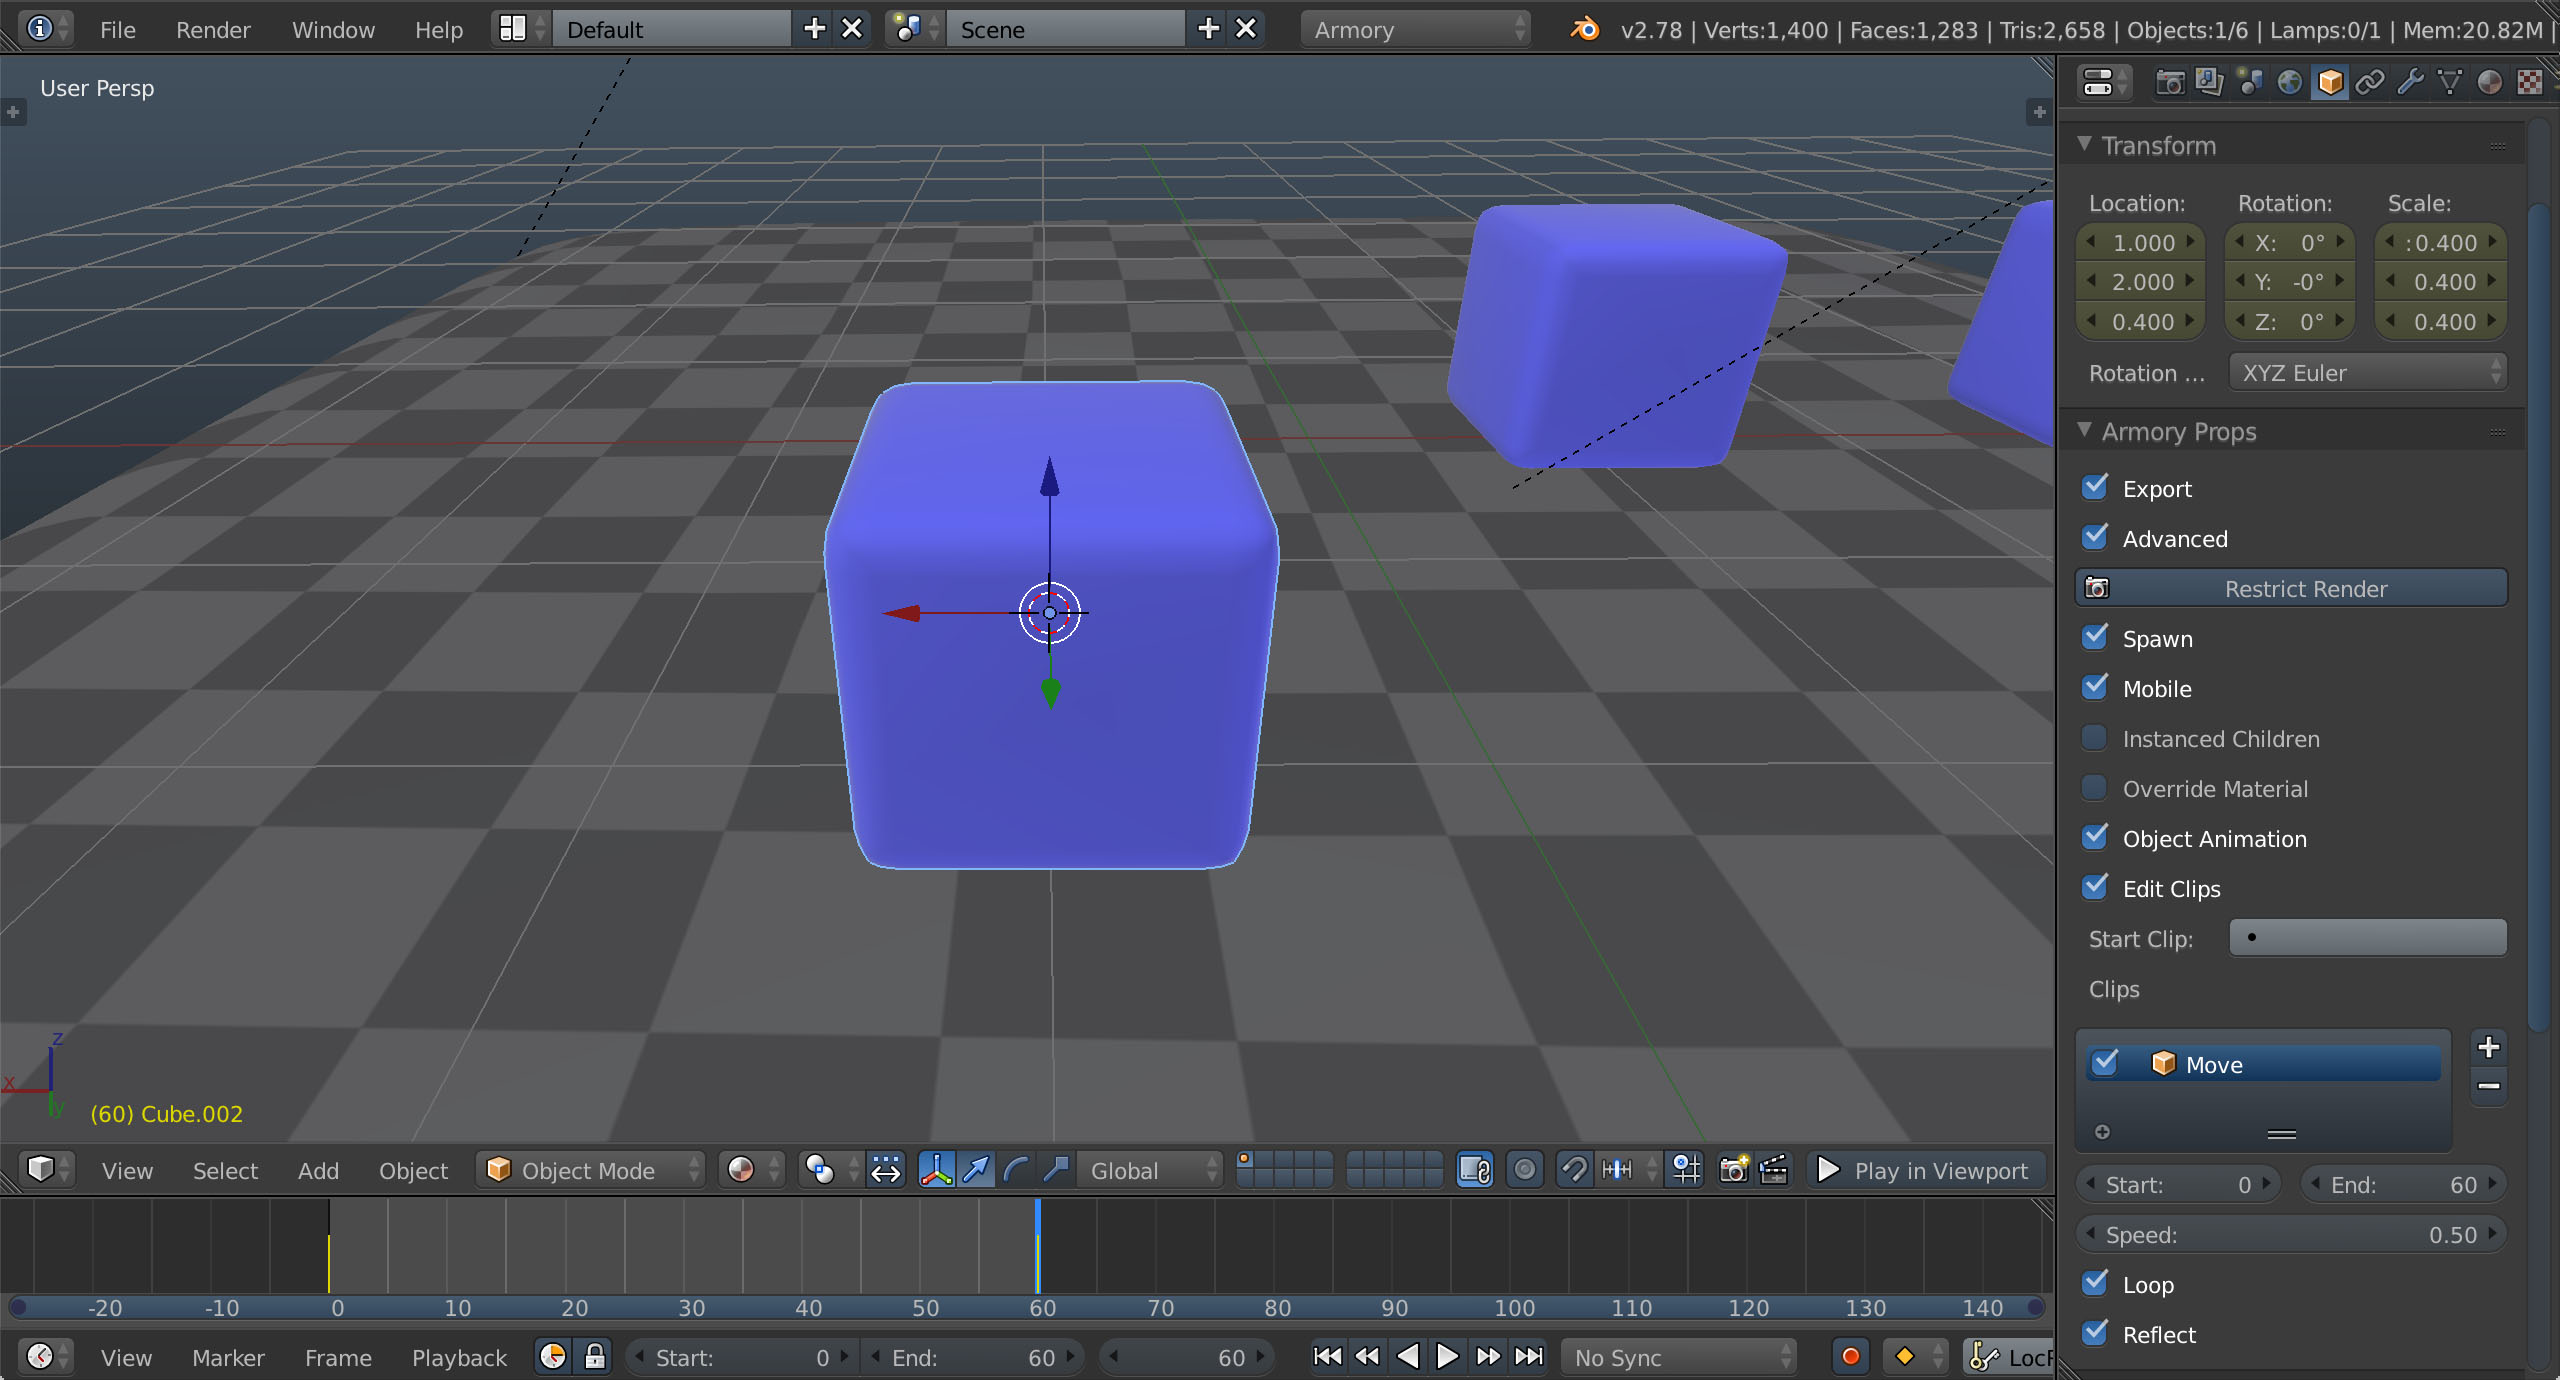 File Render Window Help Default Scene Armory v2.78 | Verts:1,400 | Faces:1,283 | Tris:2,658 | Objects:1/6 | Lamps:0/1 | Mem:20.82M |
User Persp
Transform
Location: Rotation: Scale:
1.000 X: 0° :0.400
2.000 Y: -0° 0.400
0.400 Z: 0° 0.400
Rotation ... XYZ Euler
Armory Props
Export
Advanced
Restrict Render
Spawn
Mobile
Instanced Children
Override Material
Object Animation
Edit Clips
Start Clip:
Clips
Move
Start: 0 End: 60
Speed: 0.50
Loop
Reflect
z
x
y
(60) Cube.002
View Select Add Object Object Mode Global Play in Viewport
-20 -10 0 10 20 30 40 50 60 70 80 90 100 110 120 130 140
View Marker Frame Playback Start: 0 End: 60 60 No Sync